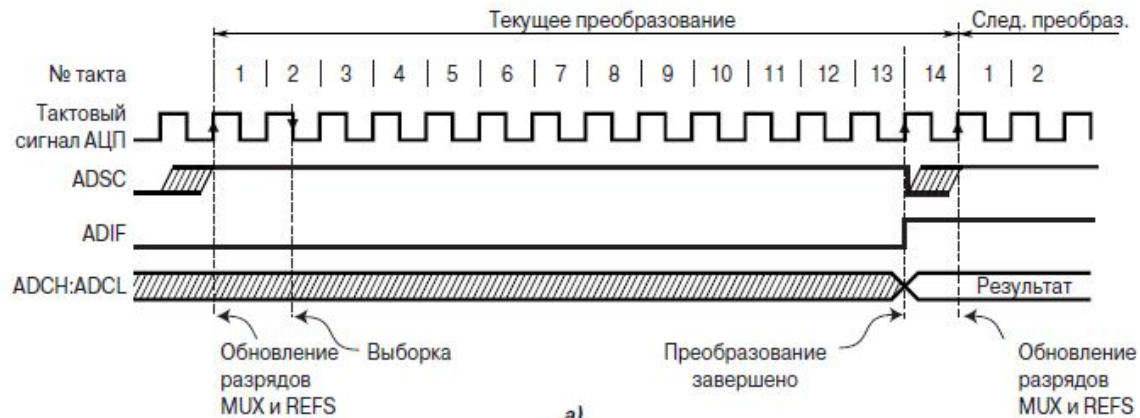 Текущее преобразование
След. преобраз.
№ такта 1 2 3 4 5 6 7 8 9 10 11 12 13 14 1 2
Тактовый
сигнал АЦП
ADSC
ADIF
ADCH:ADCL
Результат
Обновление
разрядов
MUX и REFS
Выборка
Преобразование
завершено
Обновление
разрядов
MUX и REFS
а)